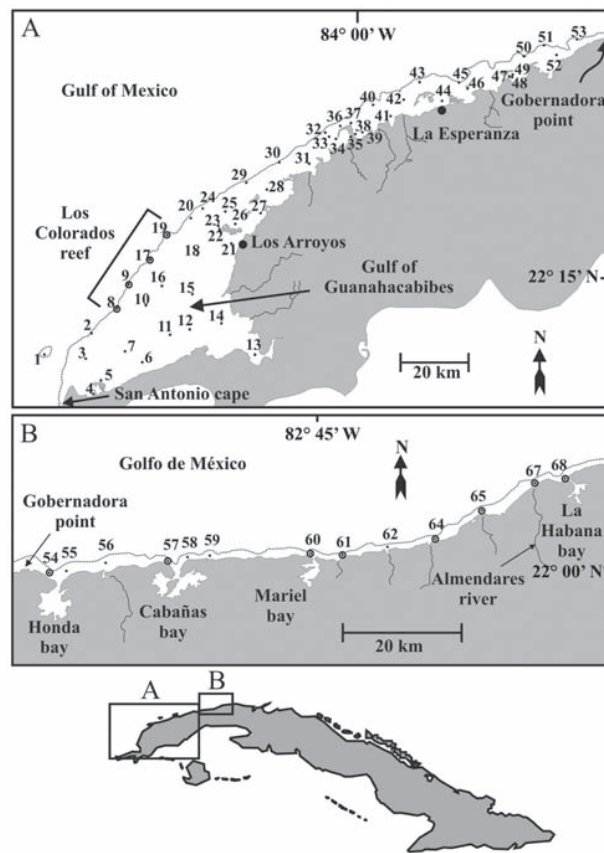 A
84° 00' W
Gulf of Mexico
53
51
50
52
49
48
47
46
45
43
44
42
40
41
Gobernadora
point
La Esperanza
37
36
38
39
35
34
33
32
31
30
29
28
27
25
24
26
20
23
22
21
19
Los
Colorados
reef
Los Arroyos
18
17
16
9
10
15
8
22° 15' N
Gulf of
Guanahacabibes
14
12
11
13
2
1
3
7
6
5
4
20 km
N
San Antonio cape
B
82° 45' W
Golfo de México
N
Gobernadora
point
54
55
56
57
58
59
60
61
62
64
65
67
68
La
Habana
bay
22° 00' N
Almendares
river
Honda
bay
Cabañas
bay
Mariel
bay
20 km
A
B